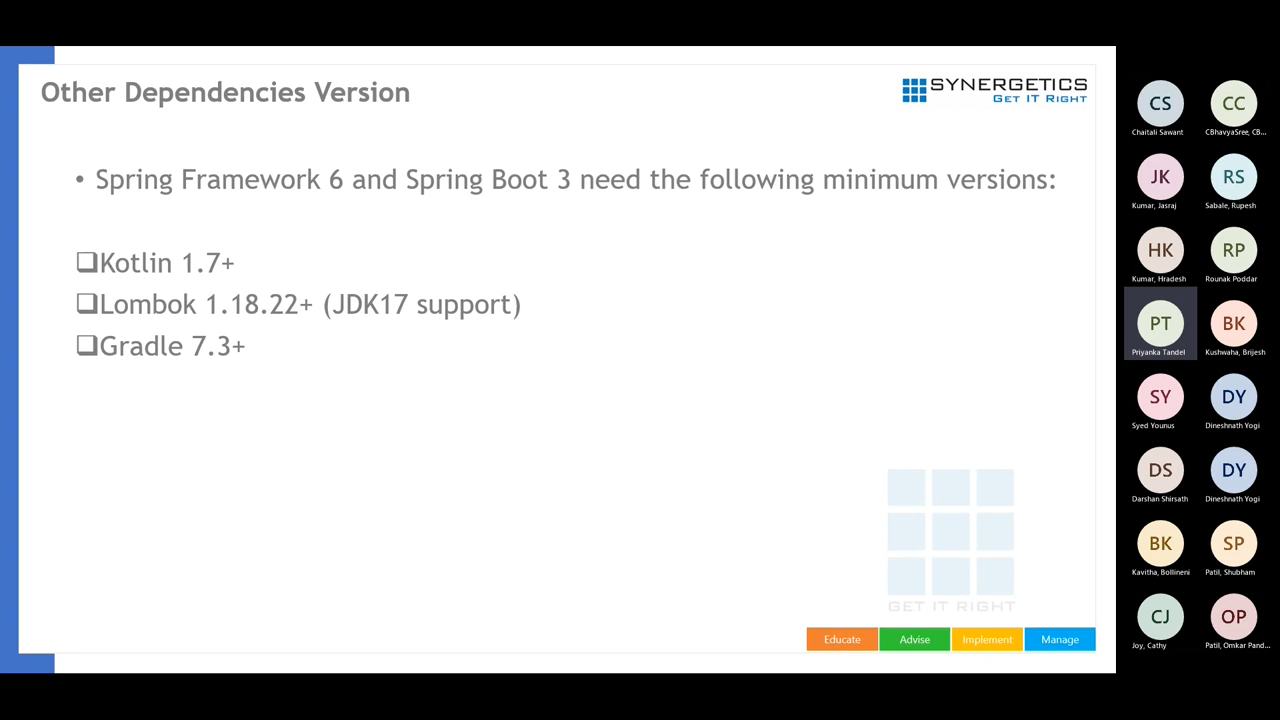 Other Dependencies Version
SYNERGETICS
GET IT RIGHT
• Spring Framework 6 and Spring Boot 3 need the following minimum versions:
❑Kotlin 1.7+
❑Lombok 1.18.22+ (JDK17 support)
❑Gradle 7.3+
GET IT RIGHT
Educate Advise Implement Manage
CS CC
Chaitali Sawant CBhavyaSree, CB...
JK RS
Kumar, Jasraj Sabale, Rupesh
HK RP
Kumar, Hradesh Rounak Poddar
PT BK
Priyanka Tandel Kushwaha, Brijesh
SY DY
Syed Younus Dineshnath Yogi
DS DY
Darshan Shirsath Dineshnath Yogi
BK SP
Kavitha, Bollineni Patil, Shubham
CJ OP
Joy, Cathy Patil, Omkar Pand...